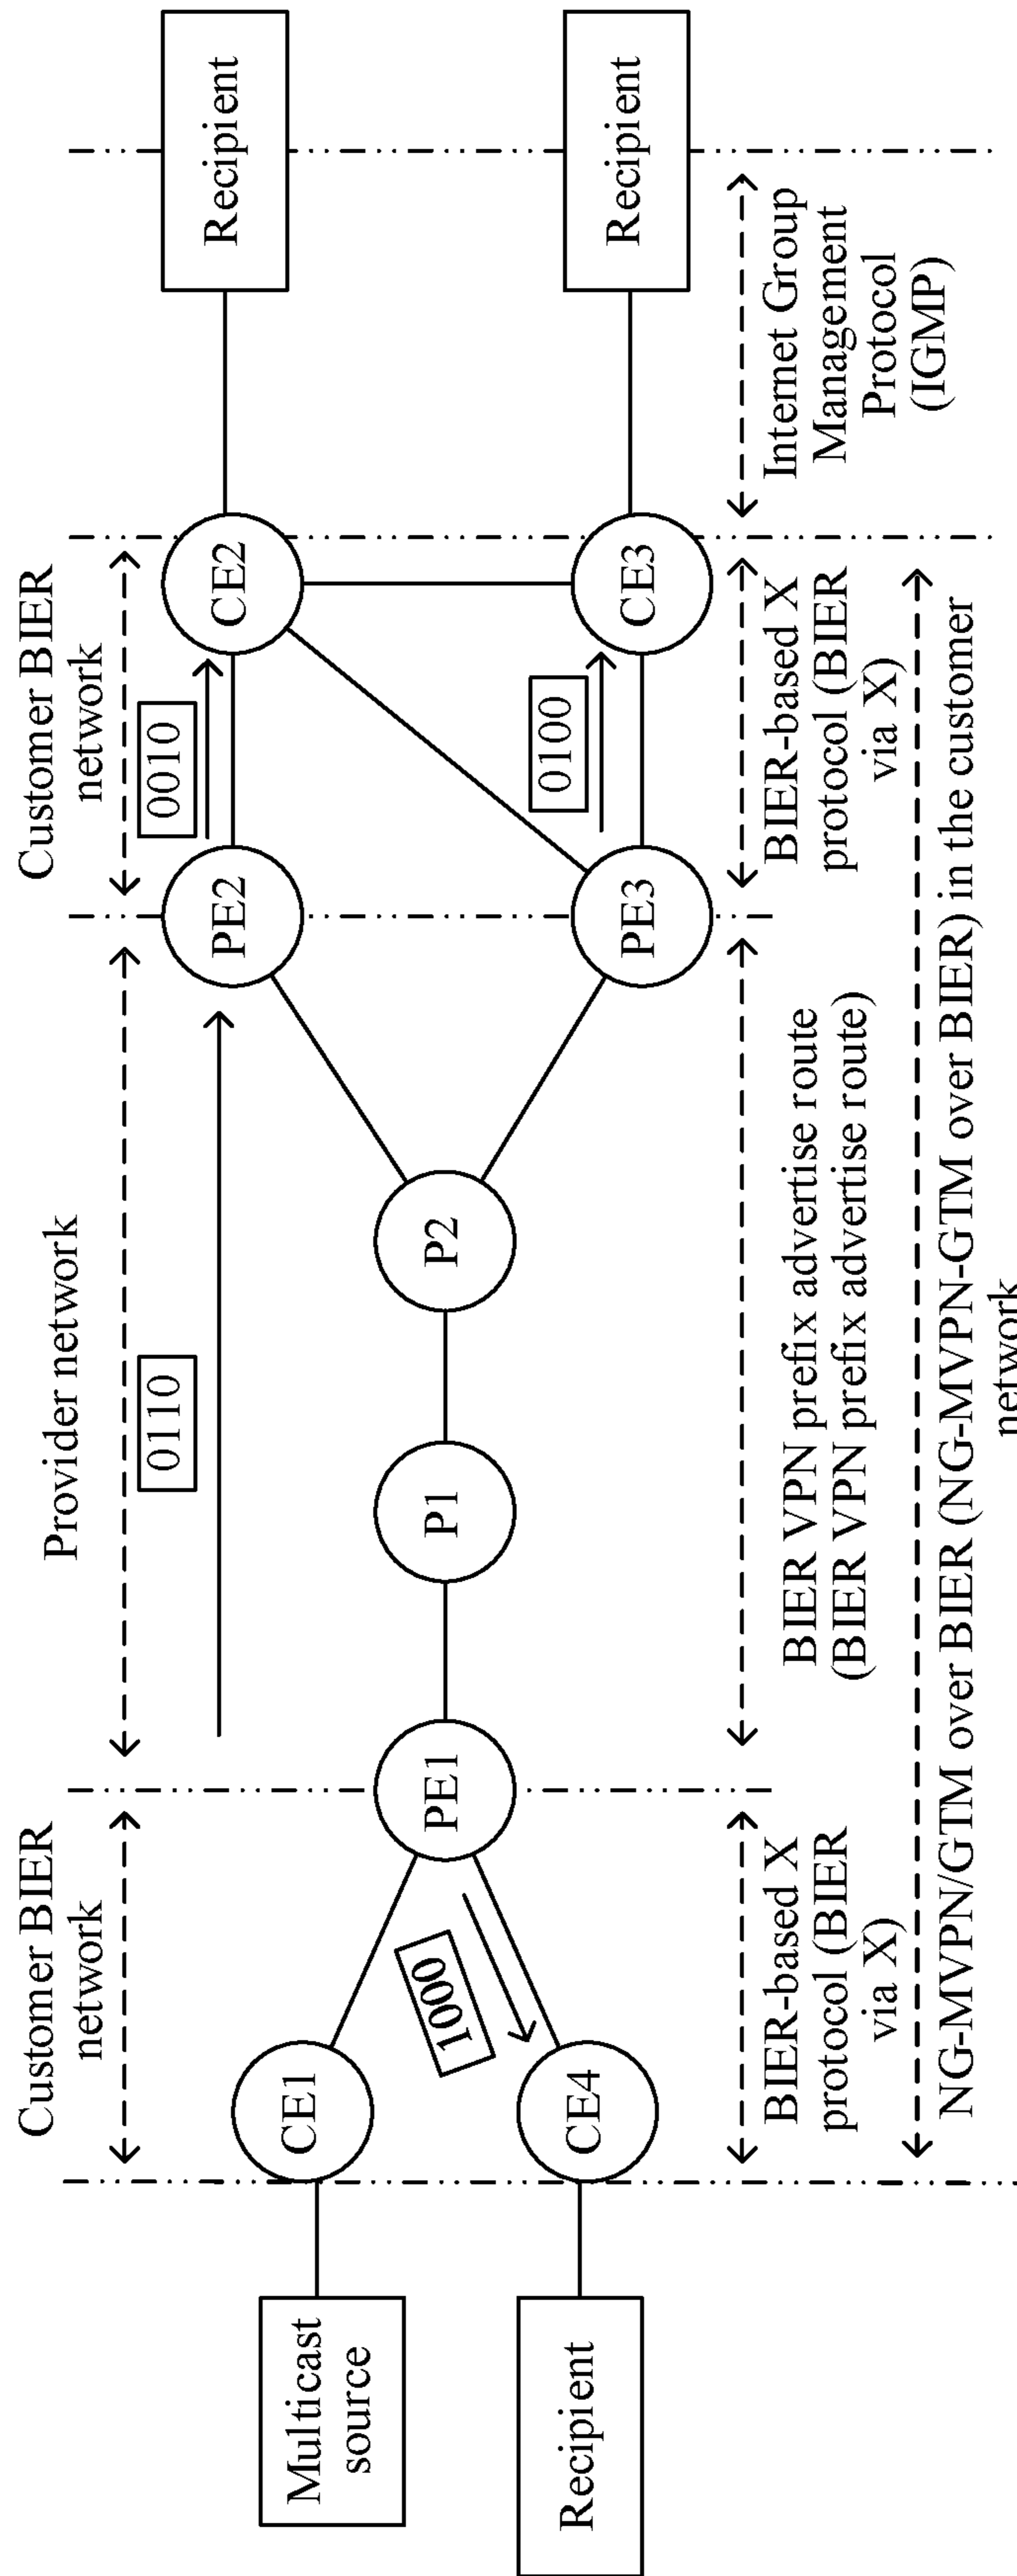 Customer BIER
network
Provider network
Customer BIER
network
0110
0010
Multicast
source
CE1
1000
PE1
P1
P2
PE2
CE2
Recipient
Recipient
CE4
PE3
0100
CE3
Recipient
BIER-based X
protocol (BIER
via X)
BIER VPN prefix advertise route
(BIER VPN prefix advertise route)
BIER-based X
protocol (BIER
via X)
Internet Group
Management
Protocol
(IGMP)
NG-MVPN/GTM over BIER (NG-MVPN-GTM over BIER) in the customer
network